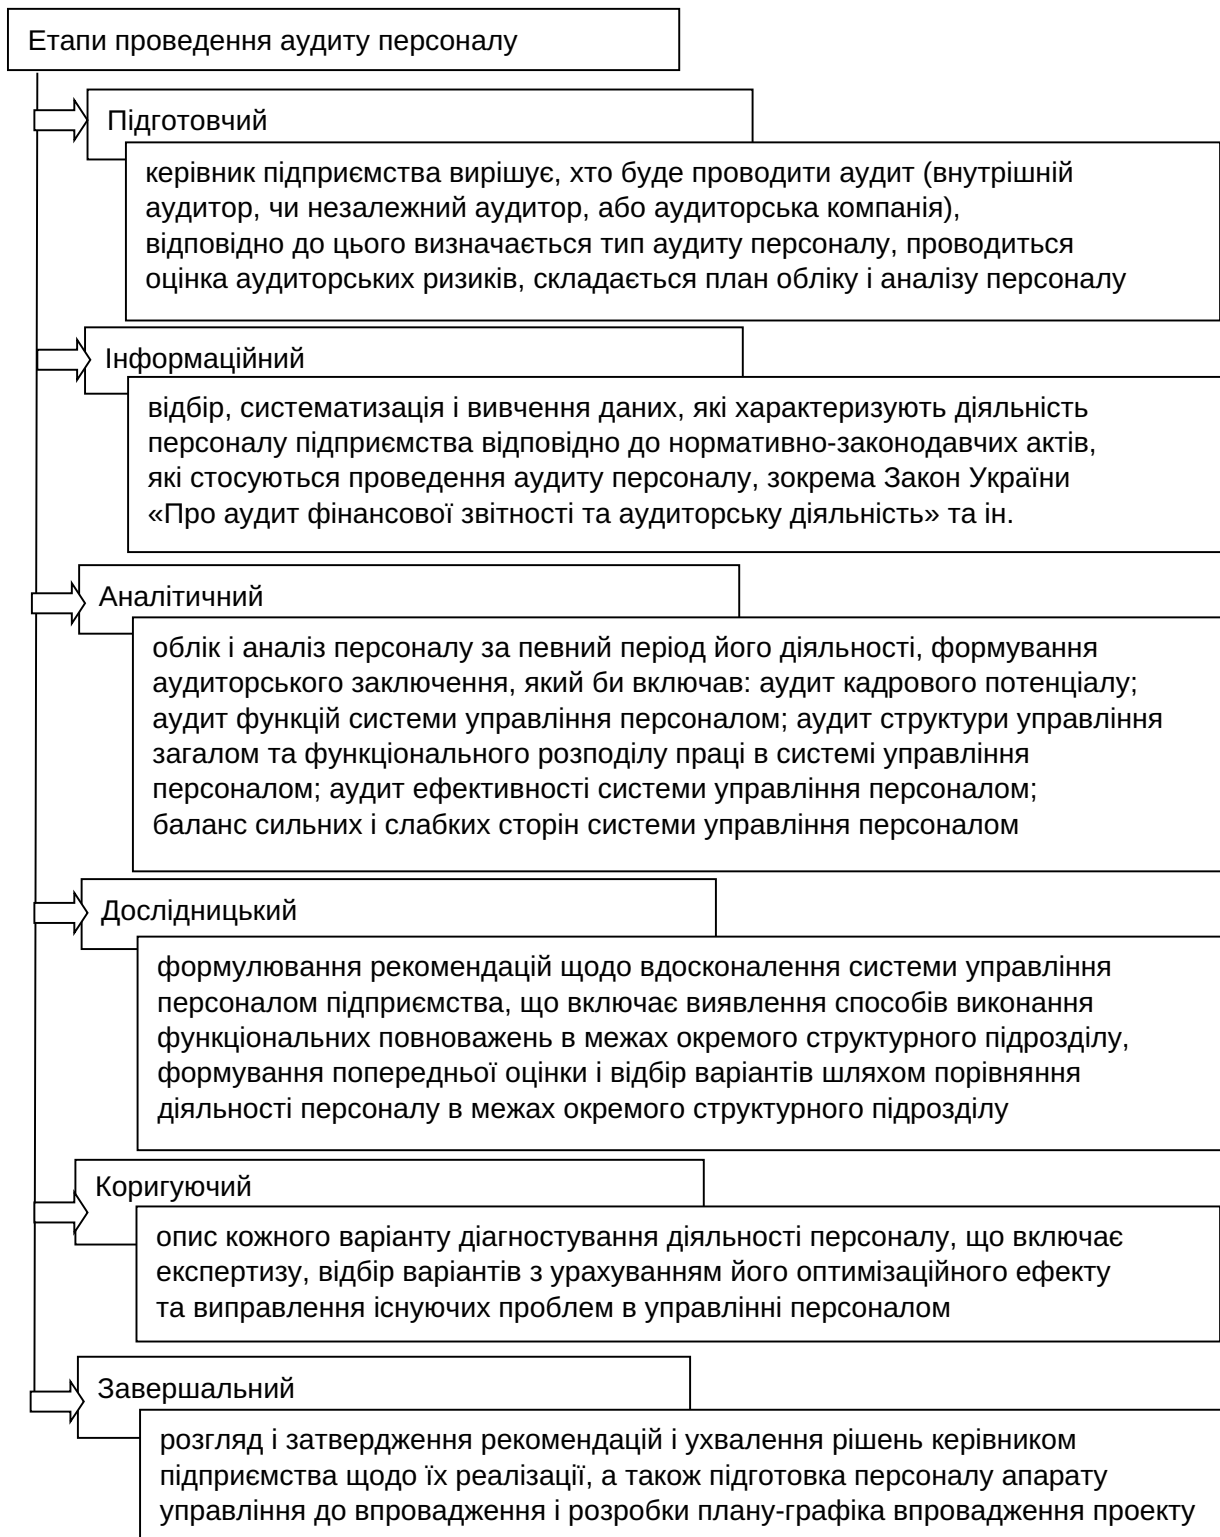 Етапи проведення аудиту персоналу
Підготовчий
керівник підприємства вирішує, хто буде проводити аудит (внутрішній
аудитор, чи незалежний аудитор, або аудиторська компанія),
відповідно до цього визначається тип аудиту персоналу, проводиться
оцінка аудиторських ризиків, складається план обліку і аналізу персоналу
Інформаційний
відбір, систематизація і вивчення даних, які характеризують діяльність
персоналу підприємства відповідно до нормативно-законодавчих актів,
які стосуються проведення аудиту персоналу, зокрема Закон України
«Про аудит фінансової звітності та аудиторську діяльність» та ін.
Аналітичний
облік і аналіз персоналу за певний період його діяльності, формування
аудиторського заключення, який би включав: аудит кадрового потенціалу;
аудит функцій системи управління персоналом; аудит структури управління
загалом та функціонального розподілу праці в системі управління
персоналом; аудит ефективності системи управління персоналом;
баланс сильних і слабких сторін системи управління персоналом
Дослідницький
формулювання рекомендацій щодо вдосконалення системи управління
персоналом підприємства, що включає виявлення способів виконання
функціональних повноважень в межах окремого структурного підрозділу,
формування попередньої оцінки і відбір варіантів шляхом порівняння
діяльності персоналу в межах окремого структурного підрозділу
Коригуючий
опис кожного варіанту діагностування діяльності персоналу, що включає
експертизу, відбір варіантів з урахуванням його оптимізаційного ефекту
та виправлення існуючих проблем в управлінні персоналом
Завершальний
розгляд і затвердження рекомендацій і ухвалення рішень керівником
підприємства щодо їх реалізації, а також підготовка персоналу апарату
управління до впровадження і розробки плану-графіка впровадження проекту